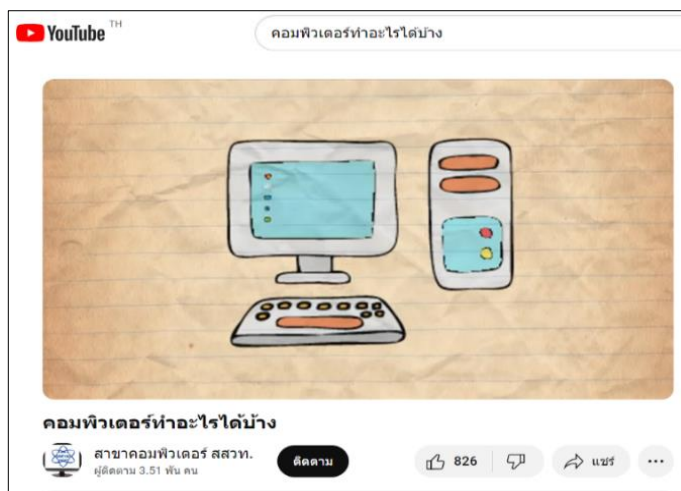 YouTube TH
คอมพิวเตอร์ทำอะไรได้บ้าง
คอมพิวเตอร์ทำอะไรได้บ้าง
สาขาคอมพิวเตอร์ สสวท.
ผู้ติดตาม 3.51 พัน คน
ติดตาม
826
แชร์